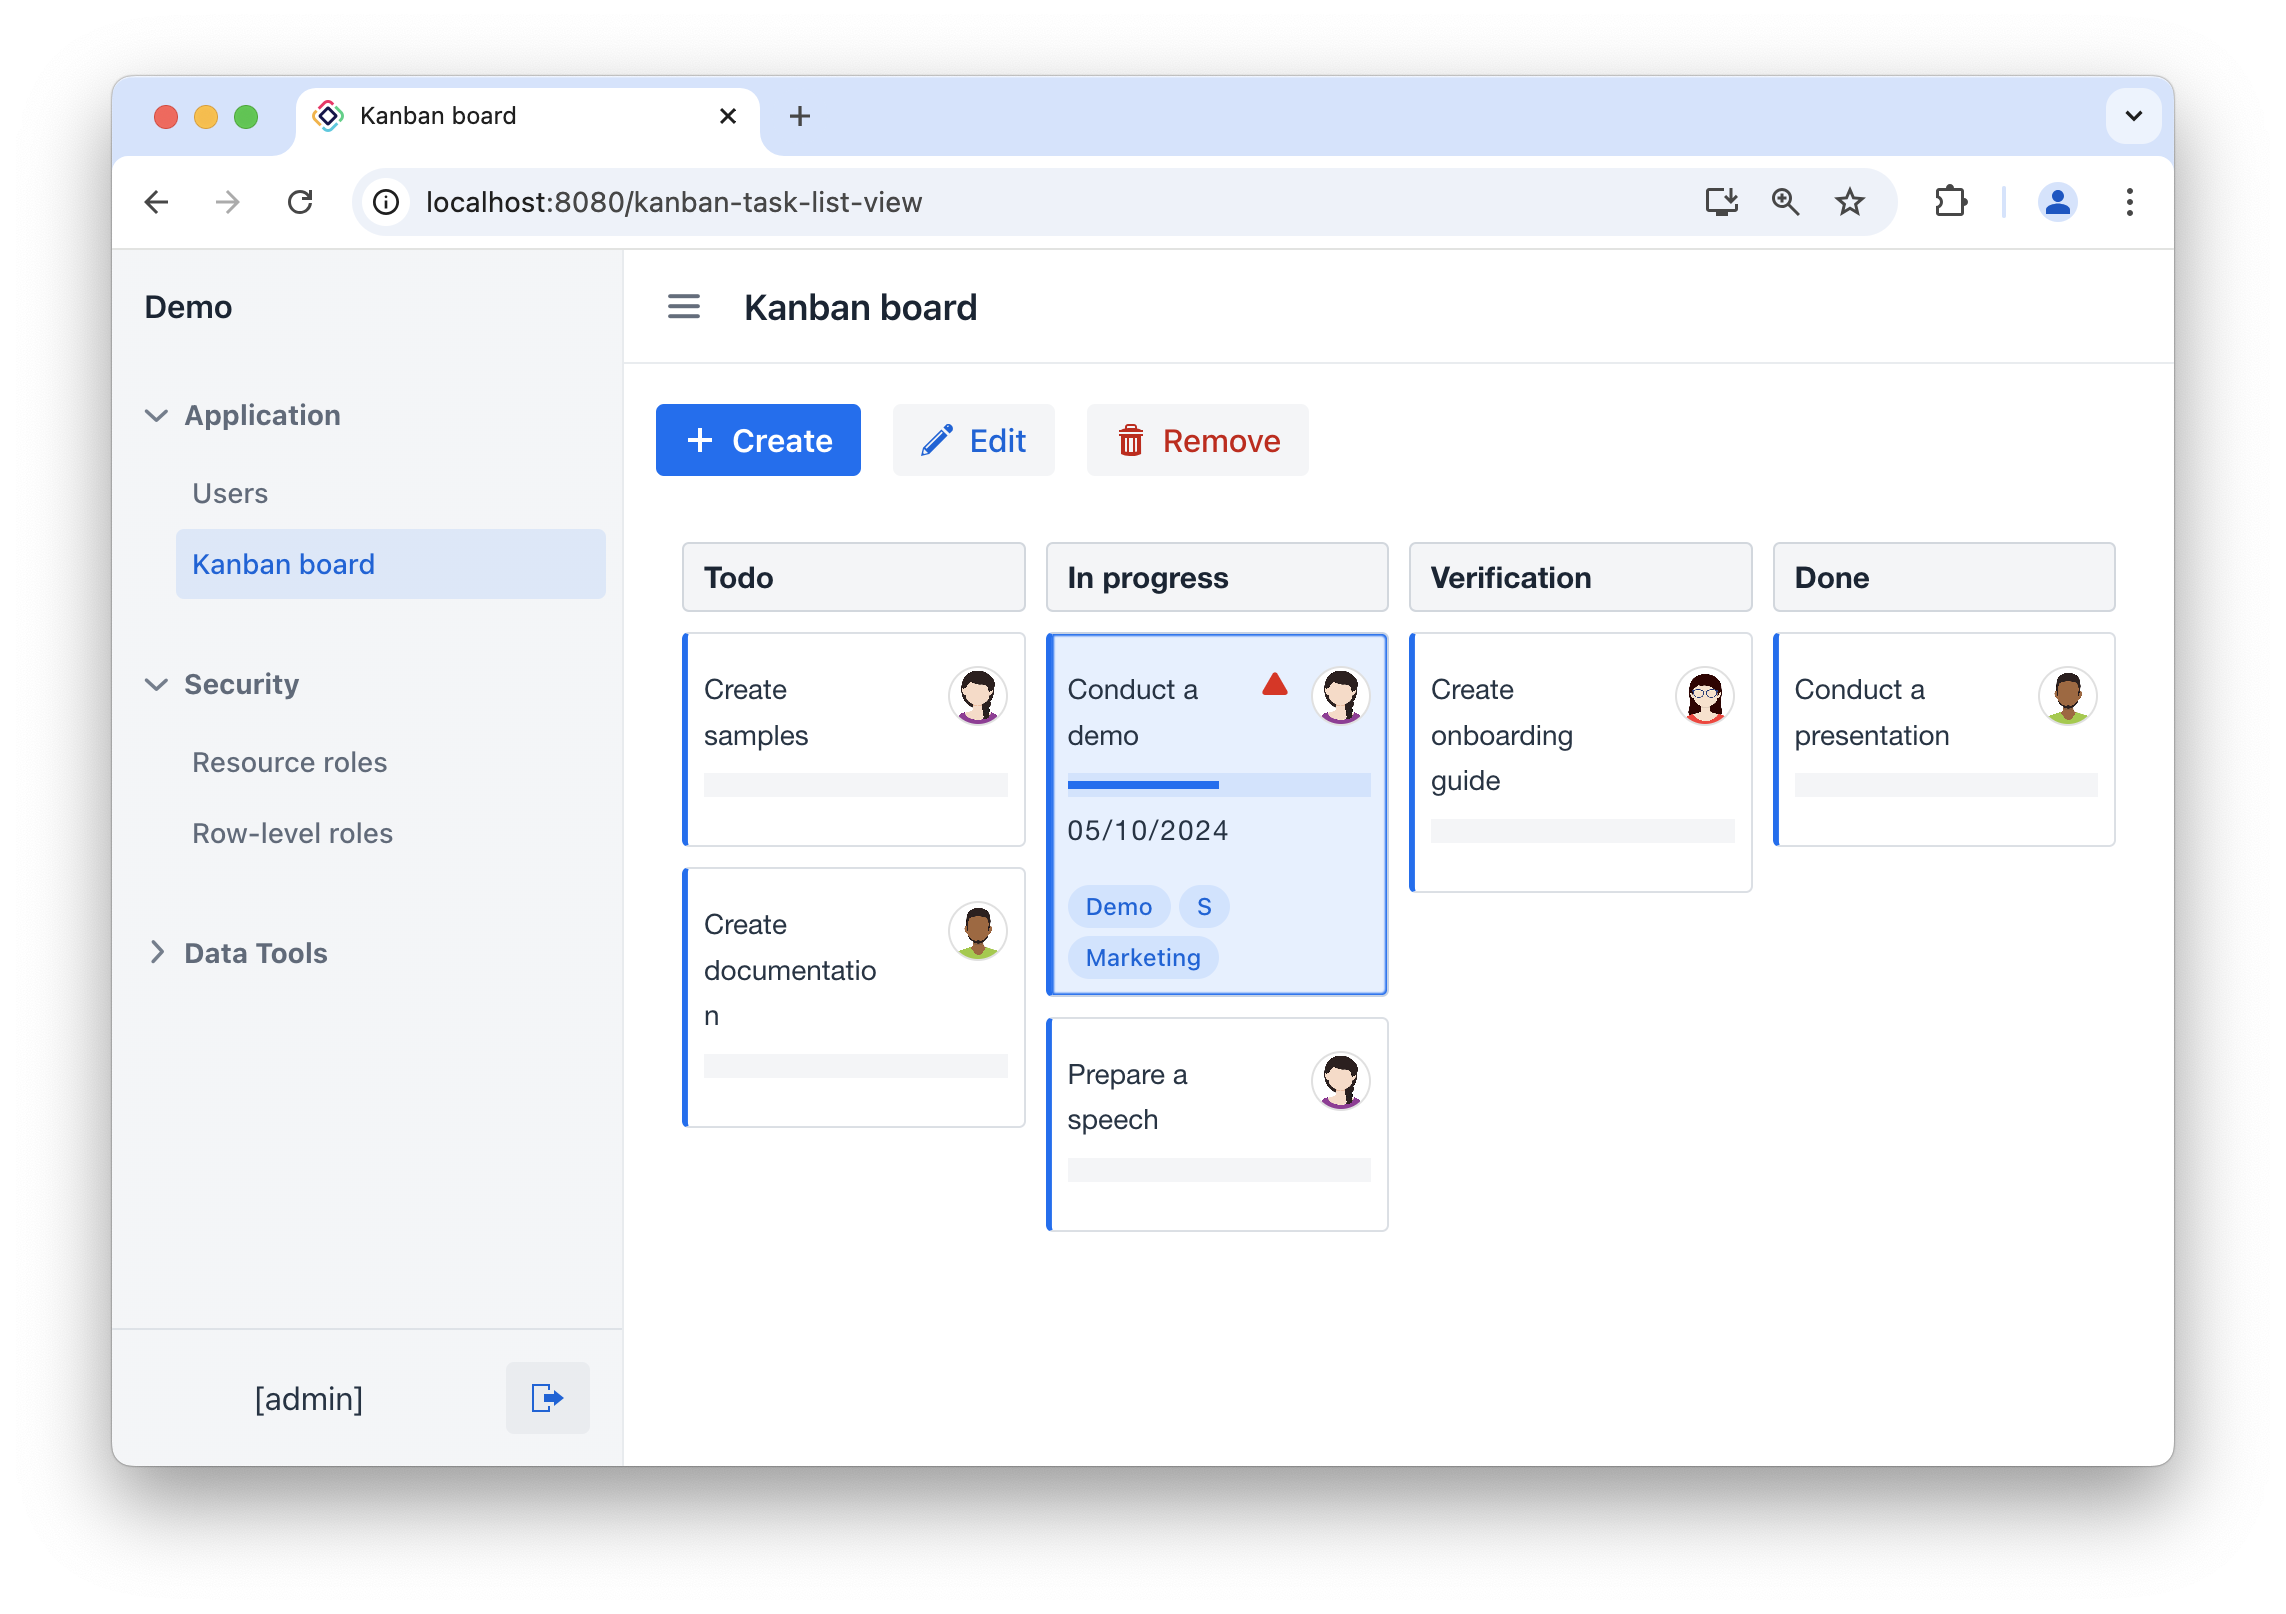 Kanban board
localhost:8080/kanban-task-list-view
Demo
Application
Users
Kanban board
Security
Resource roles
Row-level roles
Data Tools
[admin]
Kanban board
Create
Edit
Remove
Todo
Create
samples
Create
documentatio
n
In progress
Conduct a
demo
05/10/2024
Demo
S
Marketing
Prepare a
speech
Verification
Create
onboarding
guide
Done
Conduct a
presentation